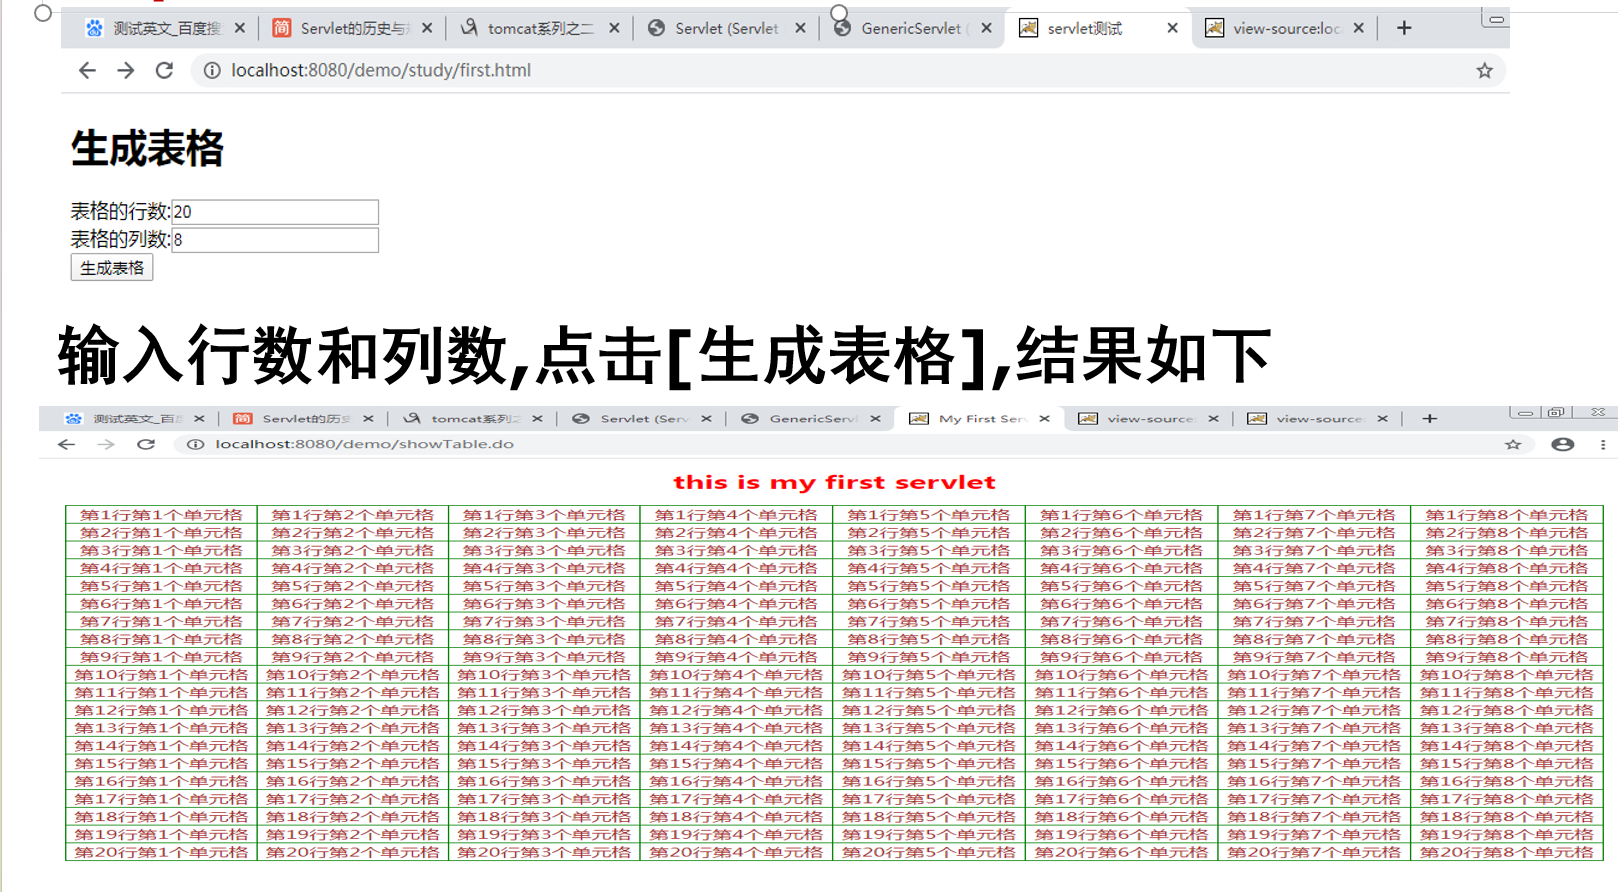 测试英文_百度搜 Servlet的历史与 tomcat系列之二 Servlet (Servlet GenericServlet ( servlet测试 view-source:loc
localhost:8080/demo/study/first.html
生成表格
表格的行数:20
表格的列数:8
生成表格
输入行数和列数,点击[生成表格],结果如下
测试英文_百 Servlet的历 tomcat系列之 Servlet (Serv GenericServl My First Ser view-source: view-source:
localhost:8080/demo/showTable.do
this is my first servlet
第1行第1个单元格 第1行第2个单元格 第1行第3个单元格 第1行第4个单元格 第1行第5个单元格 第1行第6个单元格 第1行第7个单元格 第1行第8个单元格
第2行第1个单元格 第2行第2个单元格 第2行第3个单元格 第2行第4个单元格 第2行第5个单元格 第2行第6个单元格 第2行第7个单元格 第2行第8个单元格
第3行第1个单元格 第3行第2个单元格 第3行第3个单元格 第3行第4个单元格 第3行第5个单元格 第3行第6个单元格 第3行第7个单元格 第3行第8个单元格
第4行第1个单元格 第4行第2个单元格 第4行第3个单元格 第4行第4个单元格 第4行第5个单元格 第4行第6个单元格 第4行第7个单元格 第4行第8个单元格
第5行第1个单元格 第5行第2个单元格 第5行第3个单元格 第5行第4个单元格 第5行第5个单元格 第5行第6个单元格 第5行第7个单元格 第5行第8个单元格
第6行第1个单元格 第6行第2个单元格 第6行第3个单元格 第6行第4个单元格 第6行第5个单元格 第6行第6个单元格 第6行第7个单元格 第6行第8个单元格
第7行第1个单元格 第7行第2个单元格 第7行第3个单元格 第7行第4个单元格 第7行第5个单元格 第7行第6个单元格 第7行第7个单元格 第7行第8个单元格
第8行第1个单元格 第8行第2个单元格 第8行第3个单元格 第8行第4个单元格 第8行第5个单元格 第8行第6个单元格 第8行第7个单元格 第8行第8个单元格
第9行第1个单元格 第9行第2个单元格 第9行第3个单元格 第9行第4个单元格 第9行第5个单元格 第9行第6个单元格 第9行第7个单元格 第9行第8个单元格
第10行第1个单元格 第10行第2个单元格 第10行第3个单元格 第10行第4个单元格 第10行第5个单元格 第10行第6个单元格 第10行第7个单元格 第10行第8个单元格
第11行第1个单元格 第11行第2个单元格 第11行第3个单元格 第11行第4个单元格 第11行第5个单元格 第11行第6个单元格 第11行第7个单元格 第11行第8个单元格
第12行第1个单元格 第12行第2个单元格 第12行第3个单元格 第12行第4个单元格 第12行第5个单元格 第12行第6个单元格 第12行第7个单元格 第12行第8个单元格
第13行第1个单元格 第13行第2个单元格 第13行第3个单元格 第13行第4个单元格 第13行第5个单元格 第13行第6个单元格 第13行第7个单元格 第13行第8个单元格
第14行第1个单元格 第14行第2个单元格 第14行第3个单元格 第14行第4个单元格 第14行第5个单元格 第14行第6个单元格 第14行第7个单元格 第14行第8个单元格
第15行第1个单元格 第15行第2个单元格 第15行第3个单元格 第15行第4个单元格 第15行第5个单元格 第15行第6个单元格 第15行第7个单元格 第15行第8个单元格
第16行第1个单元格 第16行第2个单元格 第16行第3个单元格 第16行第4个单元格 第16行第5个单元格 第16行第6个单元格 第16行第7个单元格 第16行第8个单元格
第17行第1个单元格 第17行第2个单元格 第17行第3个单元格 第17行第4个单元格 第17行第5个单元格 第17行第6个单元格 第17行第7个单元格 第17行第8个单元格
第18行第1个单元格 第18行第2个单元格 第18行第3个单元格 第18行第4个单元格 第18行第5个单元格 第18行第6个单元格 第18行第7个单元格 第18行第8个单元格
第19行第1个单元格 第19行第2个单元格 第19行第3个单元格 第19行第4个单元格 第19行第5个单元格 第19行第6个单元格 第19行第7个单元格 第19行第8个单元格
第20行第1个单元格 第20行第2个单元格 第20行第3个单元格 第20行第4个单元格 第20行第5个单元格 第20行第6个单元格 第20行第7个单元格 第20行第8个单元格